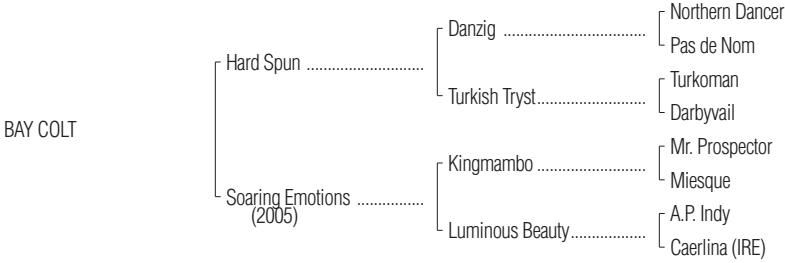 Northern Dancer
Danzig ..................................
Pas de Nom
Hard Spun ............................
Turkoman
Turkish Tryst..........................
Darbyvail
BAY COLT
Mr. Prospector
Kingmambo ..........................
Miesque
Soaring Emotions ................
(2005)
A.P. Indy
Luminous Beauty..................
Caerlina (IRE)